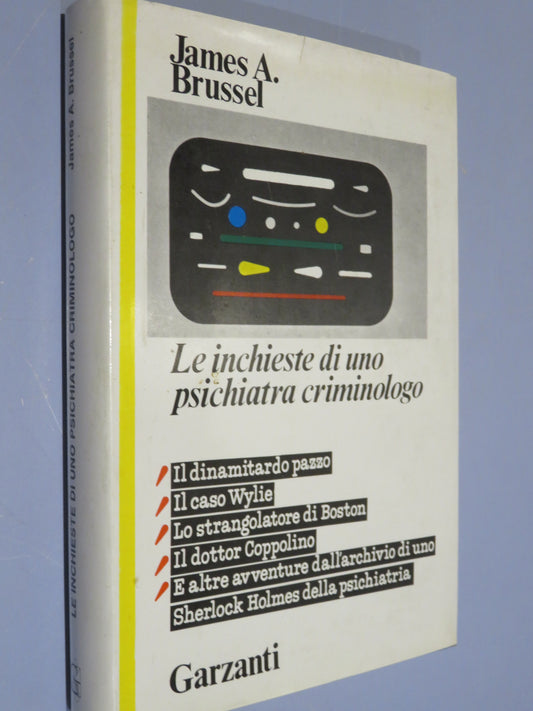 James A.
Brussel
Le inchieste di uno
psichiatra criminologo
Il dinamitardo pazzo
Il caso Wylie
Lo strangolatore di Boston
Il dottor Coppolino
E altre avventure dall'archivio di uno
Sherlock Holmes della psichiatria
Garzanti
LE INCHIESTE DI UNO PSICHIATRA CRIMINOLOGO James A. Brussel